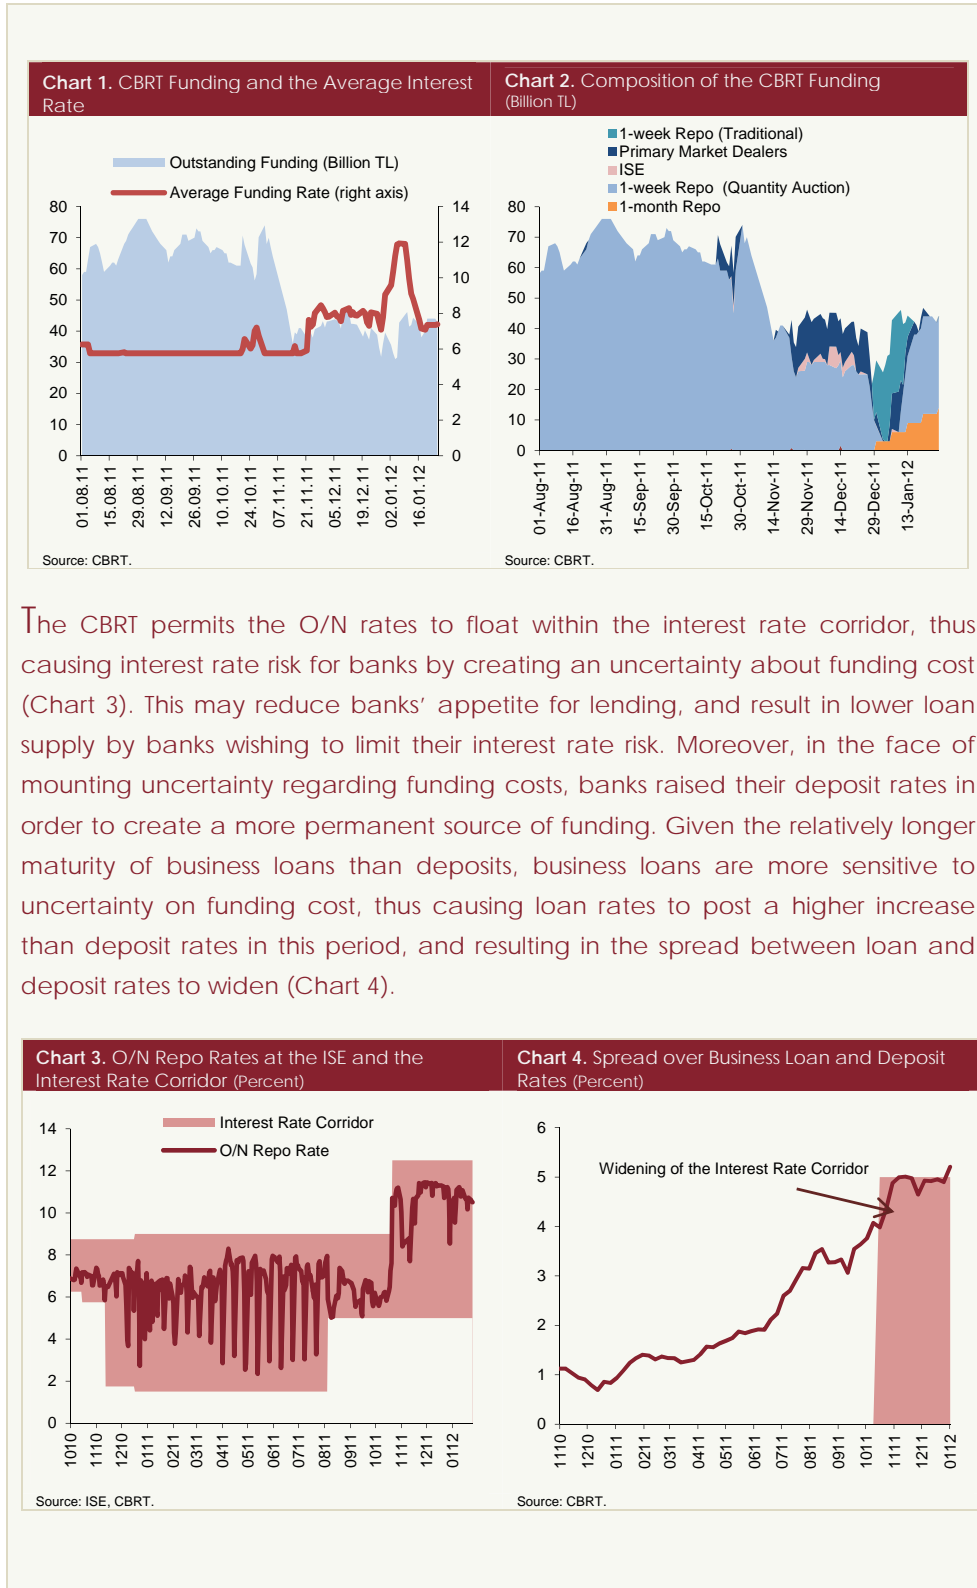 Chart 1. CBRT Funding and the Average Interest
Rate
Outstanding Funding (Billion TL)
Average Funding Rate (right axis)
80
70
60
50
40
30
20
10
0
14
12
10
8
6
4
2
0
01.08.11
15.08.11
29.08.11
12.09.11
26.09.11
10.10.11
24.10.11
07.11.11
21.11.11
05.12.11
19.12.11
02.01.12
16.01.12
Source: CBRT.
Chart 2. Composition of the CBRT Funding
(Billion TL)
1-week Repo (Traditional)
Primary Market Dealers
ISE
1-week Repo (Quantity Auction)
1-month Repo
80
70
60
50
40
30
20
10
0
01-Aug-11
16-Aug-11
31-Aug-11
15-Sep-11
30-Sep-11
15-Oct-11
30-Oct-11
14-Nov-11
29-Nov-11
14-Dec-11
29-Dec-11
13-Jan-12
Source: CBRT.
The CBRT permits the O/N rates to float within the interest rate corridor, thus
causing interest rate risk for banks by creating an uncertainty about funding cost
(Chart 3). This may reduce banks’ appetite for lending, and result in lower loan
supply by banks wishing to limit their interest rate risk. Moreover, in the face of
mounting uncertainty regarding funding costs, banks raised their deposit rates in
order to create a more permanent source of funding. Given the relatively longer
maturity of business loans than deposits, business loans are more sensitive to
uncertainty on funding cost, thus causing loan rates to post a higher increase
than deposit rates in this period, and resulting in the spread between loan and
deposit rates to widen (Chart 4).
Chart 3. O/N Repo Rates at the ISE and the
Interest Rate Corridor (Percent)
Interest Rate Corridor
O/N Repo Rate
14
12
10
8
6
4
2
0
1010
1110
1210
0111
0211
0311
0411
0511
0611
0711
0811
0911
1011
1111
1211
0112
Source: ISE, CBRT.
Chart 4. Spread over Business Loan and Deposit
Rates (Percent)
Widening of the Interest Rate Corridor
6
5
4
3
2
1
0
1110
1210
0111
0211
0311
0411
0511
0611
0711
0811
0911
1011
1111
1211
0112
Source: CBRT.